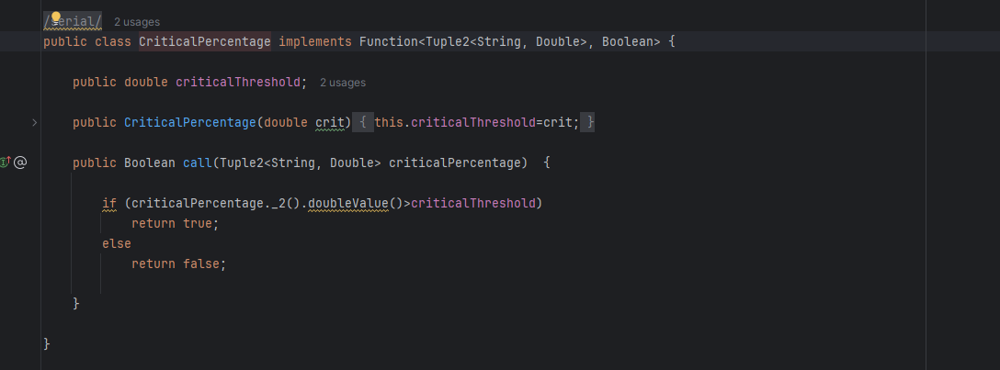 /serial/ 2 usages
public class CriticalPercentage implements Function<Tuple2<String, Double>, Boolean> {
public double criticalThreshold; 2 usages
public CriticalPercentage(double crit) { this.criticalThreshold=crit; }
public Boolean call(Tuple2<String, Double> criticalPercentage)  {
if (criticalPercentage._2().doubleValue()>criticalThreshold)
return true;
else
return false;
}
}